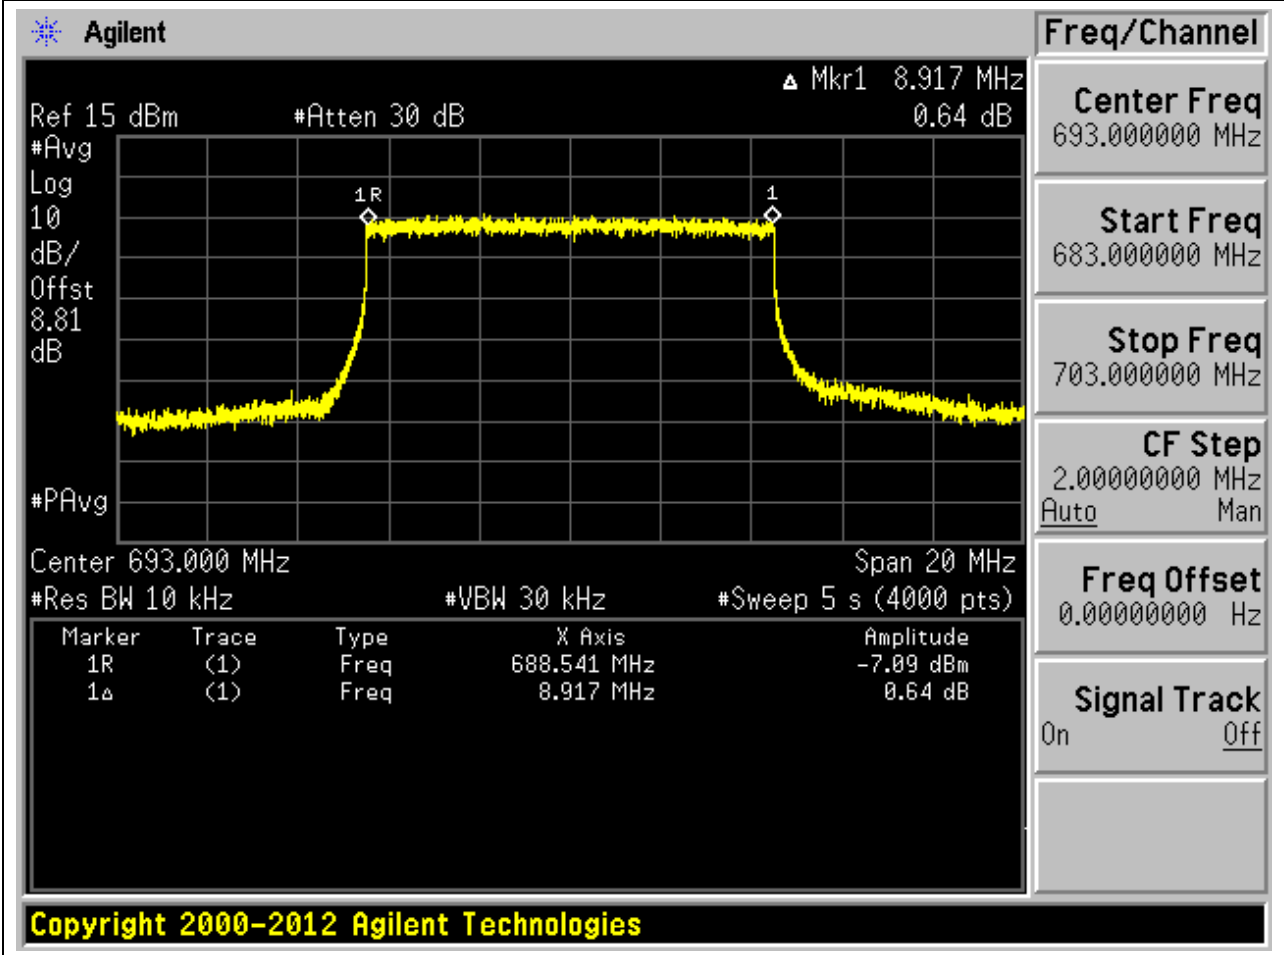 Agilent
Freq/Channel
Δ Mkr1 8.917 MHz
Ref 15 dBm #Atten 30 dB 0.64 dB
#Avg
Log
10
dB/
Offst
8.81
dB
1R
1
#PAvg
Center 693.000 MHz Span 20 MHz
#Res BW 10 kHz #VBW 30 kHz #Sweep 5 s (4000 pts)
Marker Trace Type X Axis Amplitude
1R (1) Freq 688.541 MHz -7.09 dBm
1Δ (1) Freq 8.917 MHz 0.64 dB
Center Freq
693.000000 MHz
Start Freq
683.000000 MHz
Stop Freq
703.000000 MHz
CF Step
2.00000000 MHz
Auto Man
Freq Offset
0.00000000 Hz
Signal Track
On Off
Copyright 2000-2012 Agilent Technologies